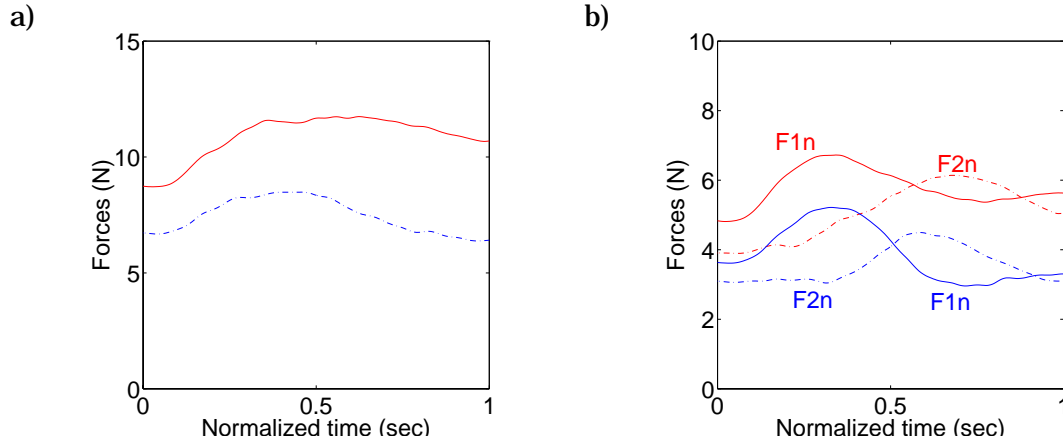 a)
15
10
5
0
Forces (N)
0 0.5 1
Normalized time (sec)
b)
10
8
6
4
2
0
Forces (N)
F1n
F2n
F2n
F1n
0 0.5 1
Normalized time (sec)